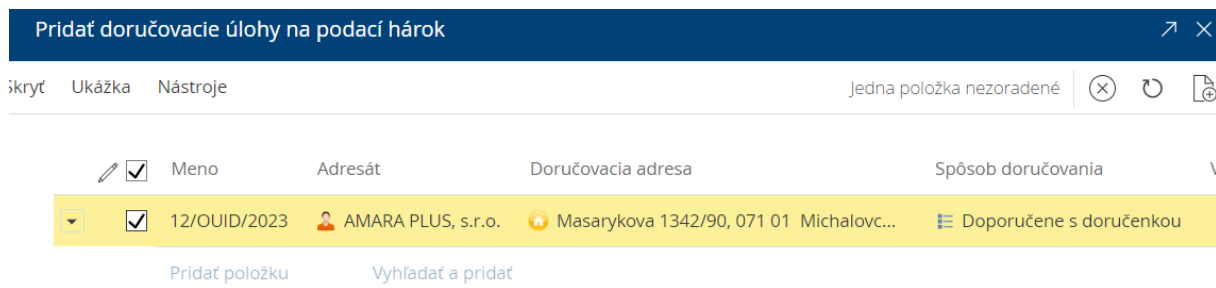 Pridať doručovacie úlohy na podací hárok
Skryť Ukážka Nástroje Jedna položka nezoradené
Meno Adresát Doručovacia adresa Spôsob doručovania
12/OUID/2023 AMARA PLUS, s.r.o. Masarykova 1342/90, 071 01 Michalovc... Doporučene s doručenkou
Pridať položku Vyhľadať a pridať